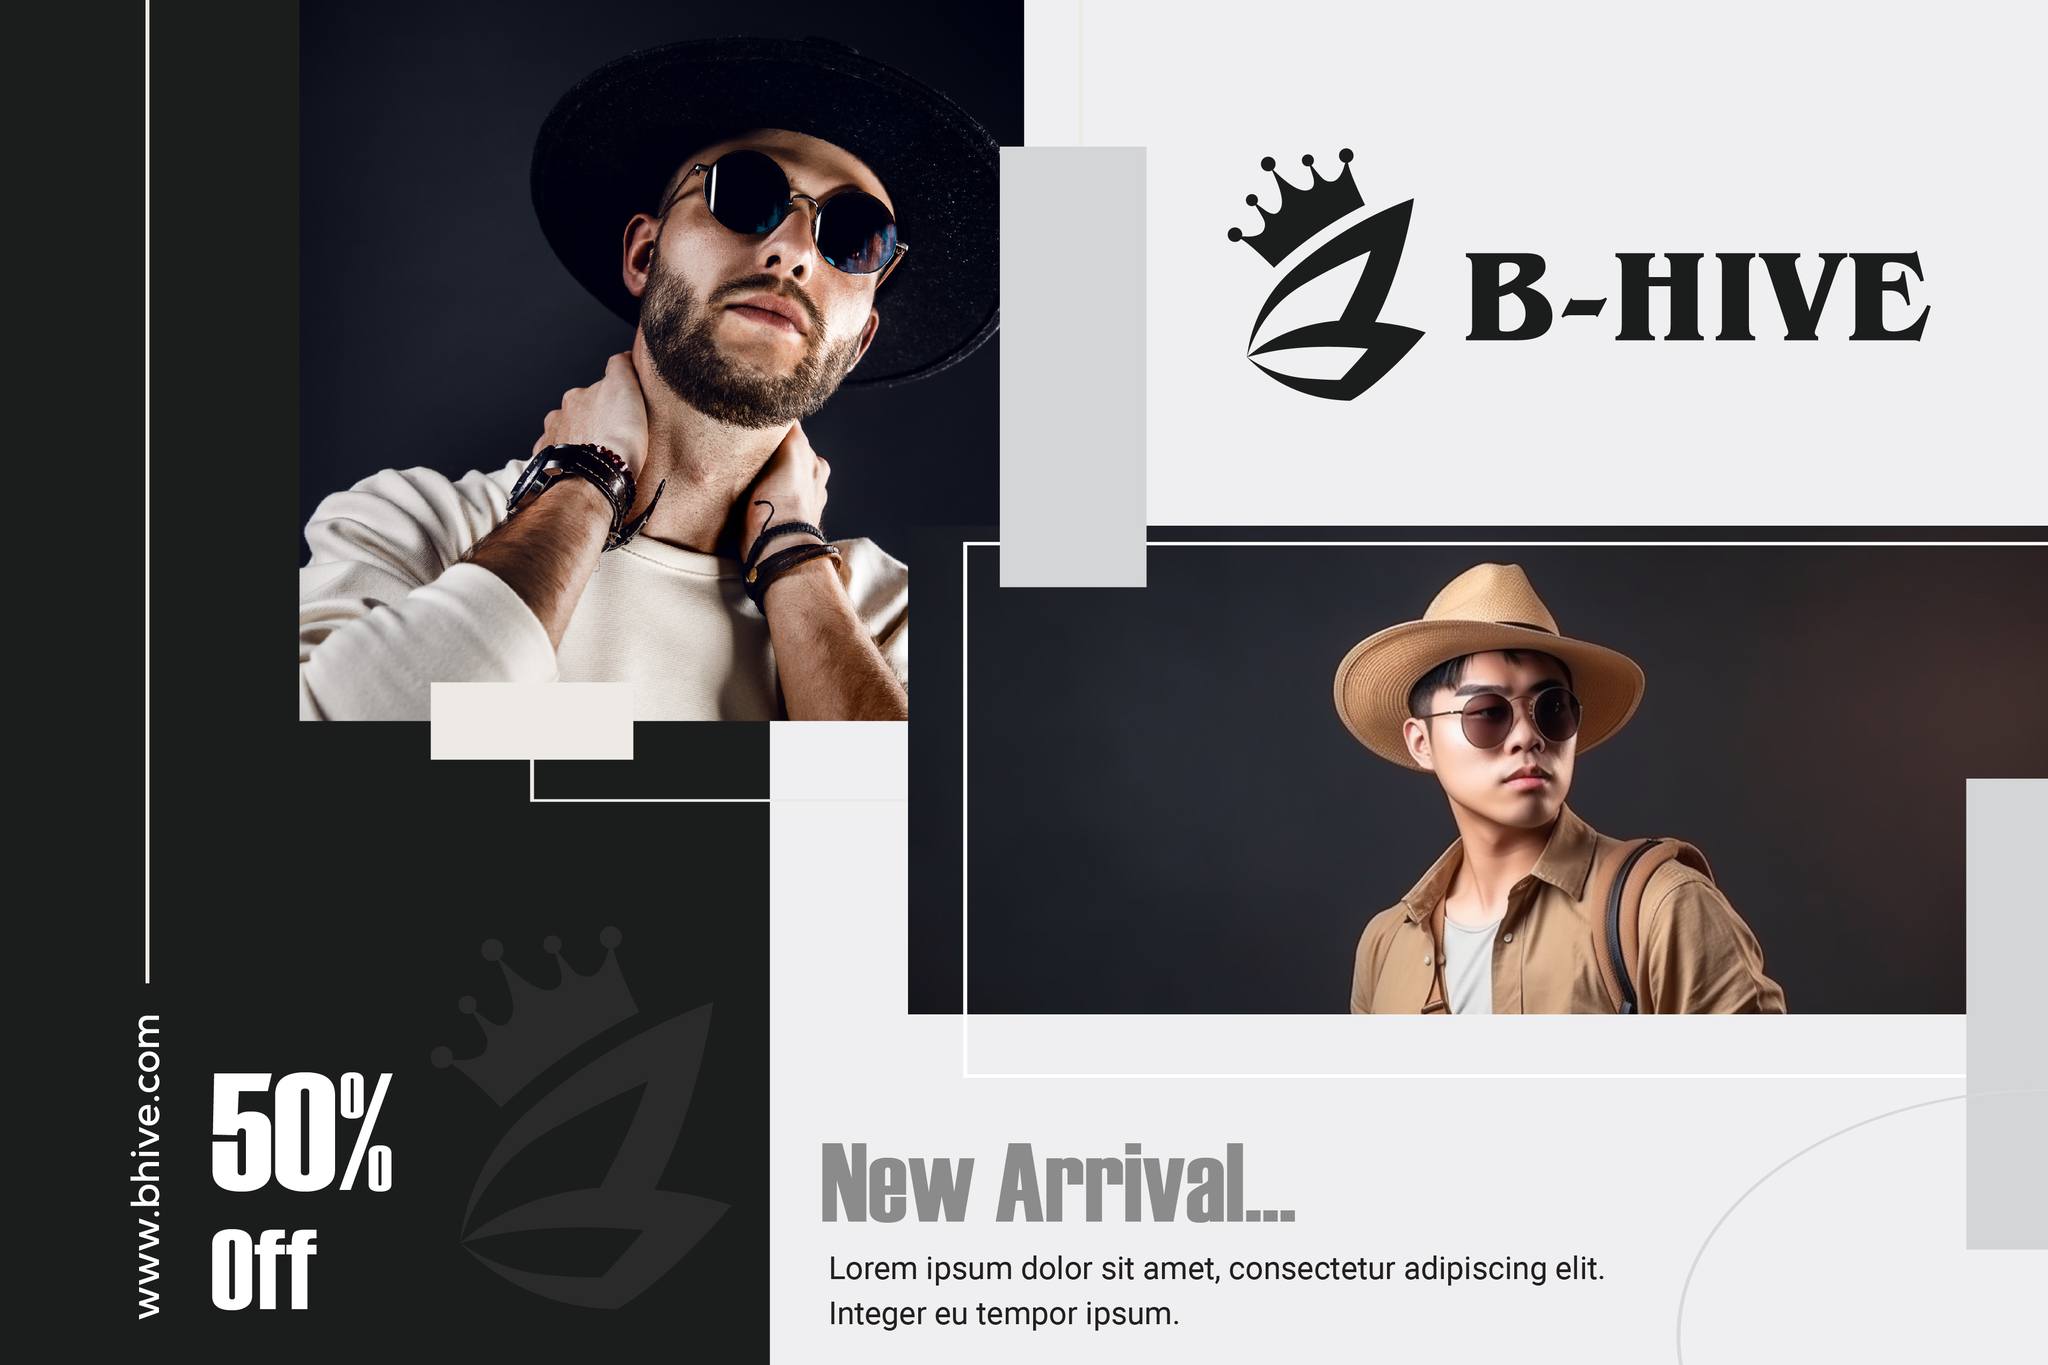 B-HIVE
www.bhive.com
50%
Off
New Arrival...
Lorem ipsum dolor sit amet, consectetur adipiscing elit.
Integer eu tempor ipsum.